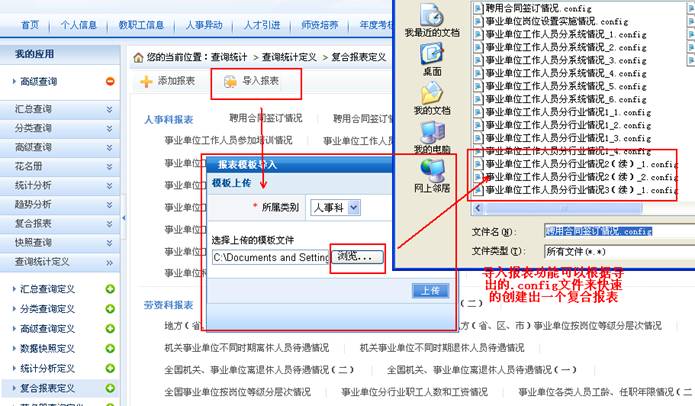 首页 个人信息 教职工信息 人事异动 人才引进 师资培养 年度考核
我的应用
高级查询
汇总查询
分类查询
高级查询
花名册
统计分析
趋势分析
复合报表
快照查询
查询统计定义
汇总查询定义
分类查询定义
高级查询定义
数据快照定义
统计分析定义
复合报表定义
您的当前位置：查询统计 > 查询统计定义 > 复合报表定义
添加报表 导入报表
人事科报表 聘用合同签订情况 聘用合同签订情况
事业单位工作人员参加培训情况 事业单位工作人员
报表模板导入
模板上传
* 所属类别 人事科
选择上传的模板文件
C:\Documents and Setting 浏览...
上传
劳资科报表
(二)
地方（省、 方（省、区、市）事业单位按岗位等级分层次情况
机关事业单位不同时期离休人员待遇情况 机关事业单位不同时期退休人员待遇情况
全国机关、事业单位离退休人员待遇情况（二） 全国机关、事业单位离退休人员待遇情况（一）
全国事业单位按岗位等级分层次情况 事业单位分行业职工人数和工资情况 事业单位各类人员工龄、任职年限情况（二
我最近的文档
桌面
我的文档
我的电脑
网上邻居
聘用合同签订情况.config
事业单位岗位设置实施情况.config
事业单位工作人员分系统情况_1.config
事业单位工作人员分系统情况_2.config
事业单位工作人员分系统情况_3.config
事业单位工作人员分系统情况_4.config
事业单位工作人员分系统情况_5.config
事业单位工作人员分系统情况_6.config
事业单位工作人员分行业情况1_1.config
事业单位工作人员分行业情况1_2.config
事业单位工作人员分行业情况1_3.config
事业单位工作人员分行业情况1_4.config
事业单位工作人员分行业情况2（续）_1.config
事业单位工作人员分行业情况2（续）_2.config
事业单位工作人员分行业情况3（续）_1.config
文件名(N): 聘用合同签订情况.config
文件类型(T): 所有文件(*.*)
导入报表功能可以根据导
出的.config文件来快速
的创建出一个复合报表